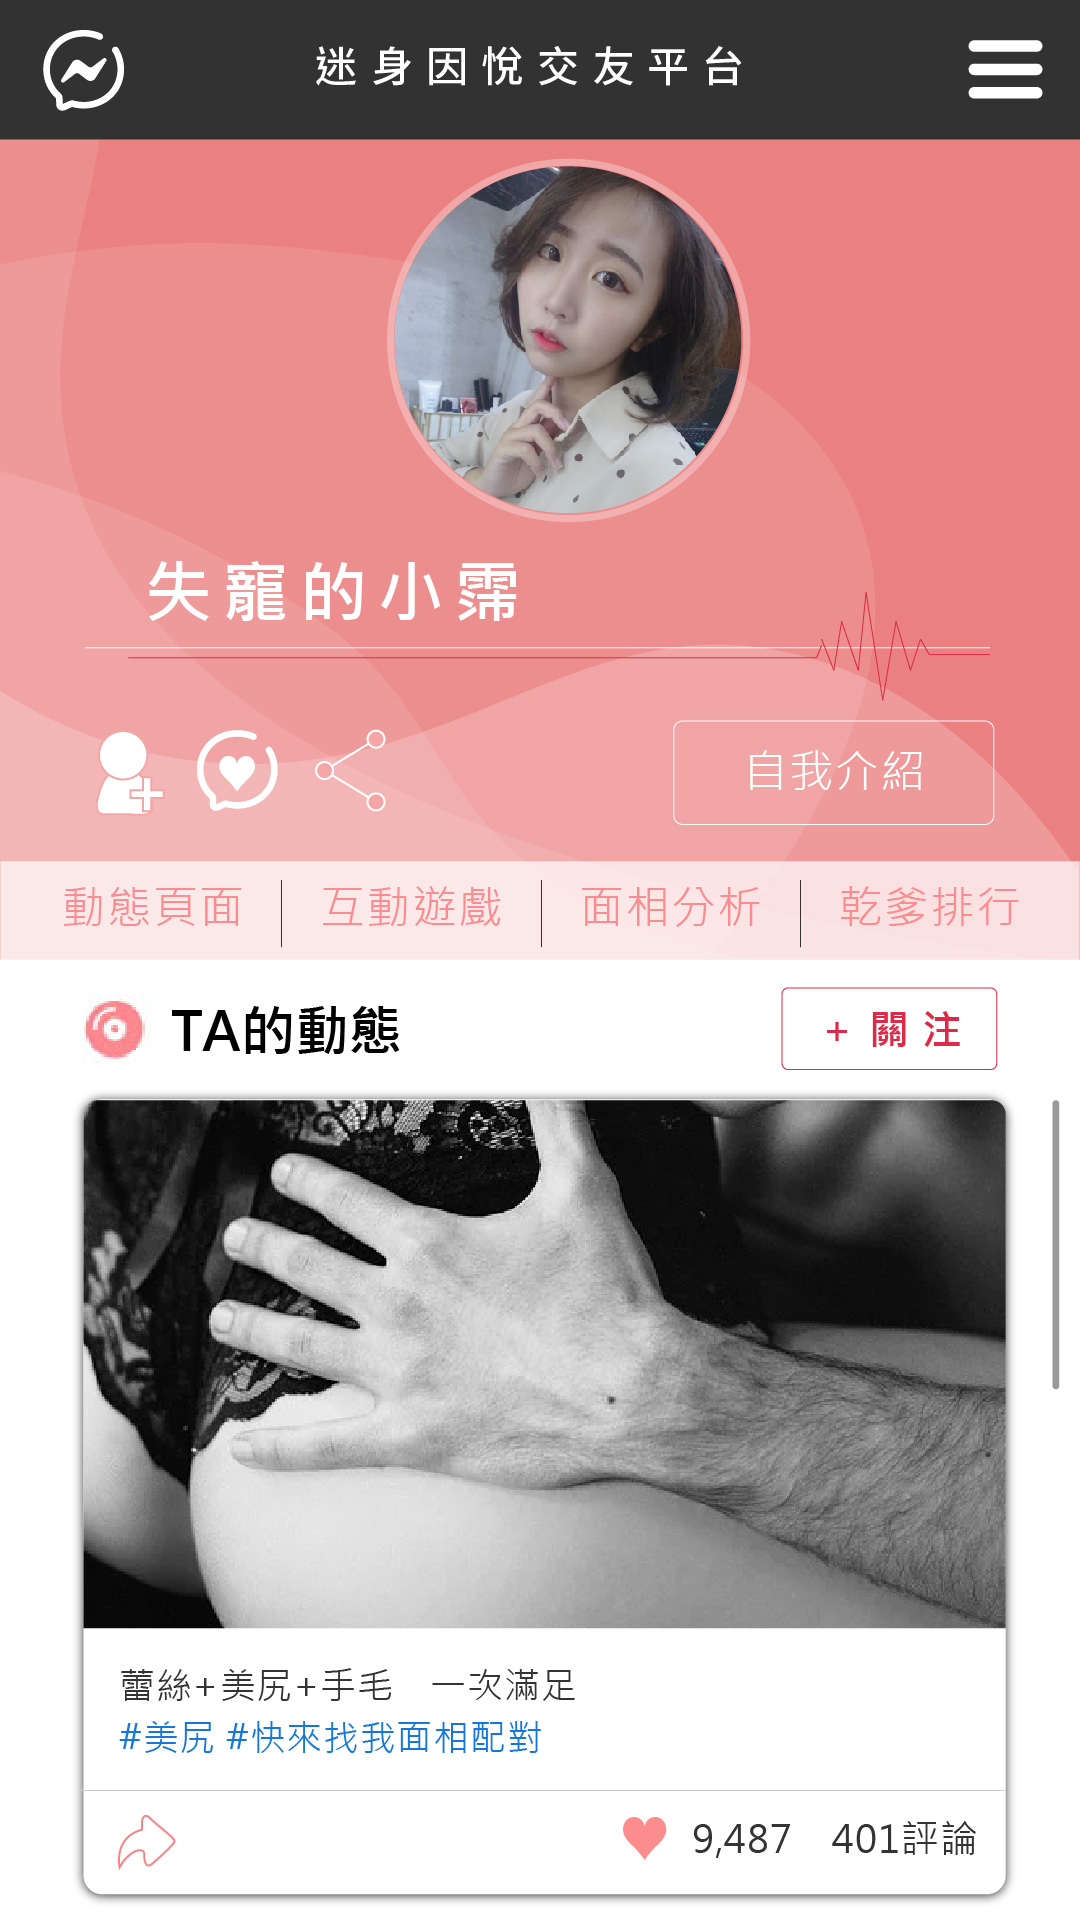 迷身因悅交友平台
失寵的小霈
自我介紹
動態頁面 互動遊戲 面相分析 乾爹排行
TA的動態
+ 關注
蕾絲+美尻+手毛　一次滿足
#美尻 #快來找我面相配對
9,487 401評論